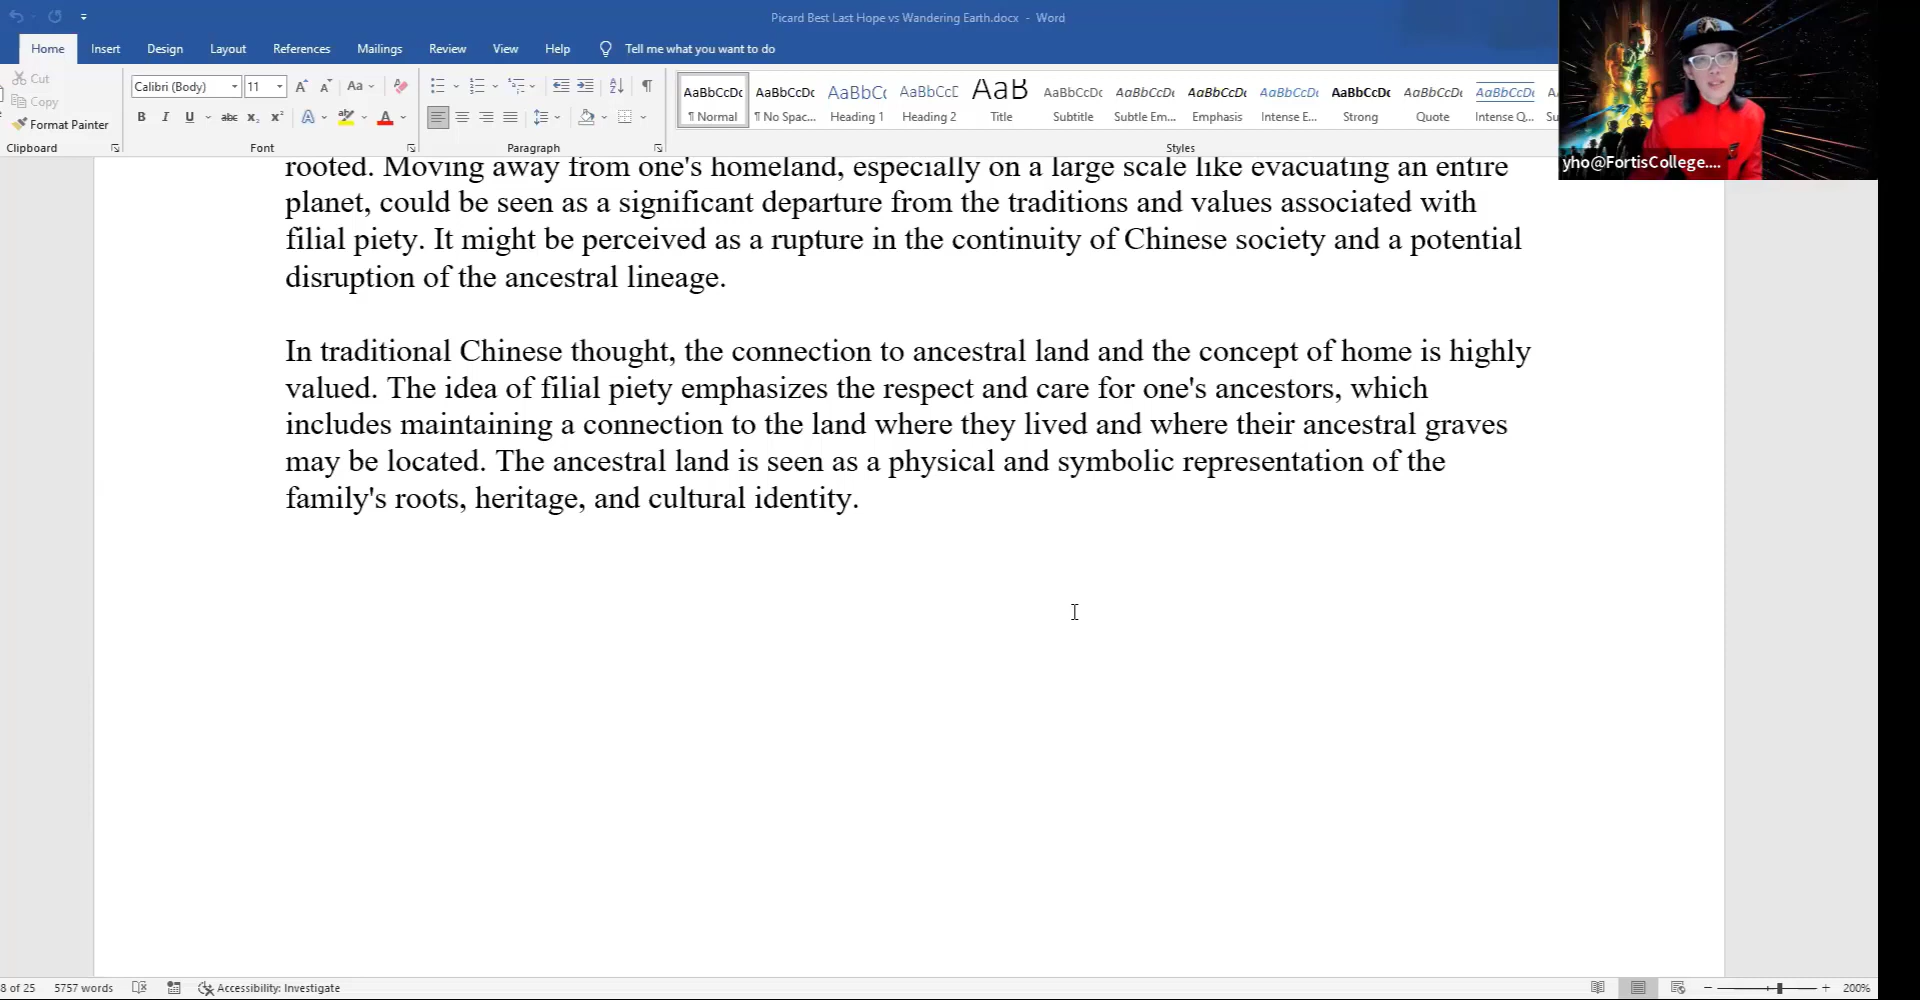 Picard Best Last Hope vs Wandering Earth.docx - Word
Home Insert Design Layout References Mailings Review View Help Tell me what you want to do
Cut
Copy
Format Painter
Calibri (Body) 11
Aa
B I U abc x₂ x² A ab A
AaBbCcDc AaBbCcDc AaBbCc AaBbCcD AaB AaBbCcDc AaBbCcDc AaBbCcDc AaBbCcDc AaBbCcDc AaBbCcDc AaBbCcDc
¶ Normal ¶ No Spac... Heading 1 Heading 2 Title Subtitle Subtle Em... Emphasis Intense E... Strong Quote Intense Q...
Clipboard Font Paragraph Styles
yho@FortisCollege....
rooted. Moving away from one's homeland, especially on a large scale like evacuating an entire
planet, could be seen as a significant departure from the traditions and values associated with
filial piety. It might be perceived as a rupture in the continuity of Chinese society and a potential
disruption of the ancestral lineage.
In traditional Chinese thought, the connection to ancestral land and the concept of home is highly
valued. The idea of filial piety emphasizes the respect and care for one's ancestors, which
includes maintaining a connection to the land where they lived and where their ancestral graves
may be located. The ancestral land is seen as a physical and symbolic representation of the
family's roots, heritage, and cultural identity.
8 of 25 5757 words Accessibility: Investigate 200%